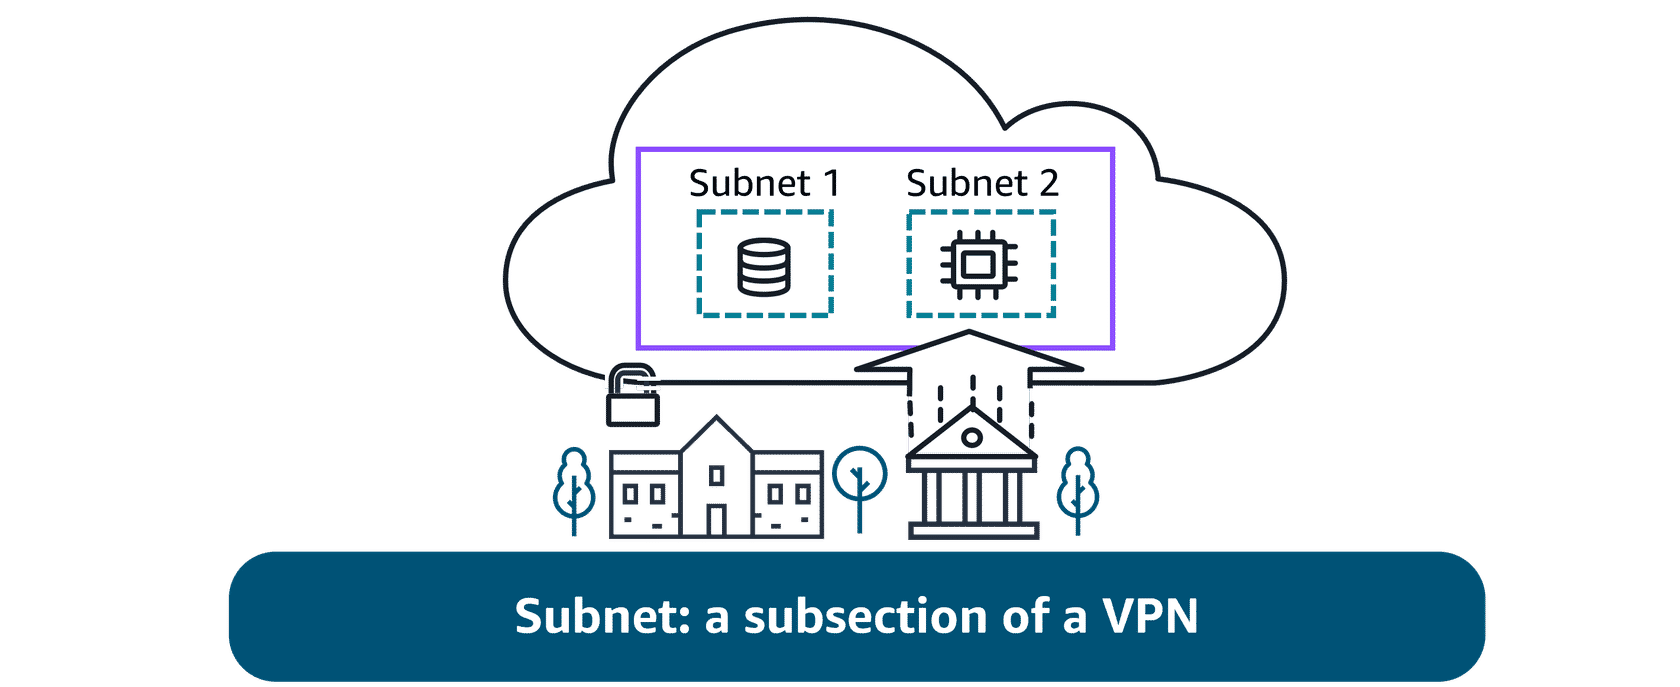 Subnet 1
Subnet 2
Subnet: a subsection of a VPN